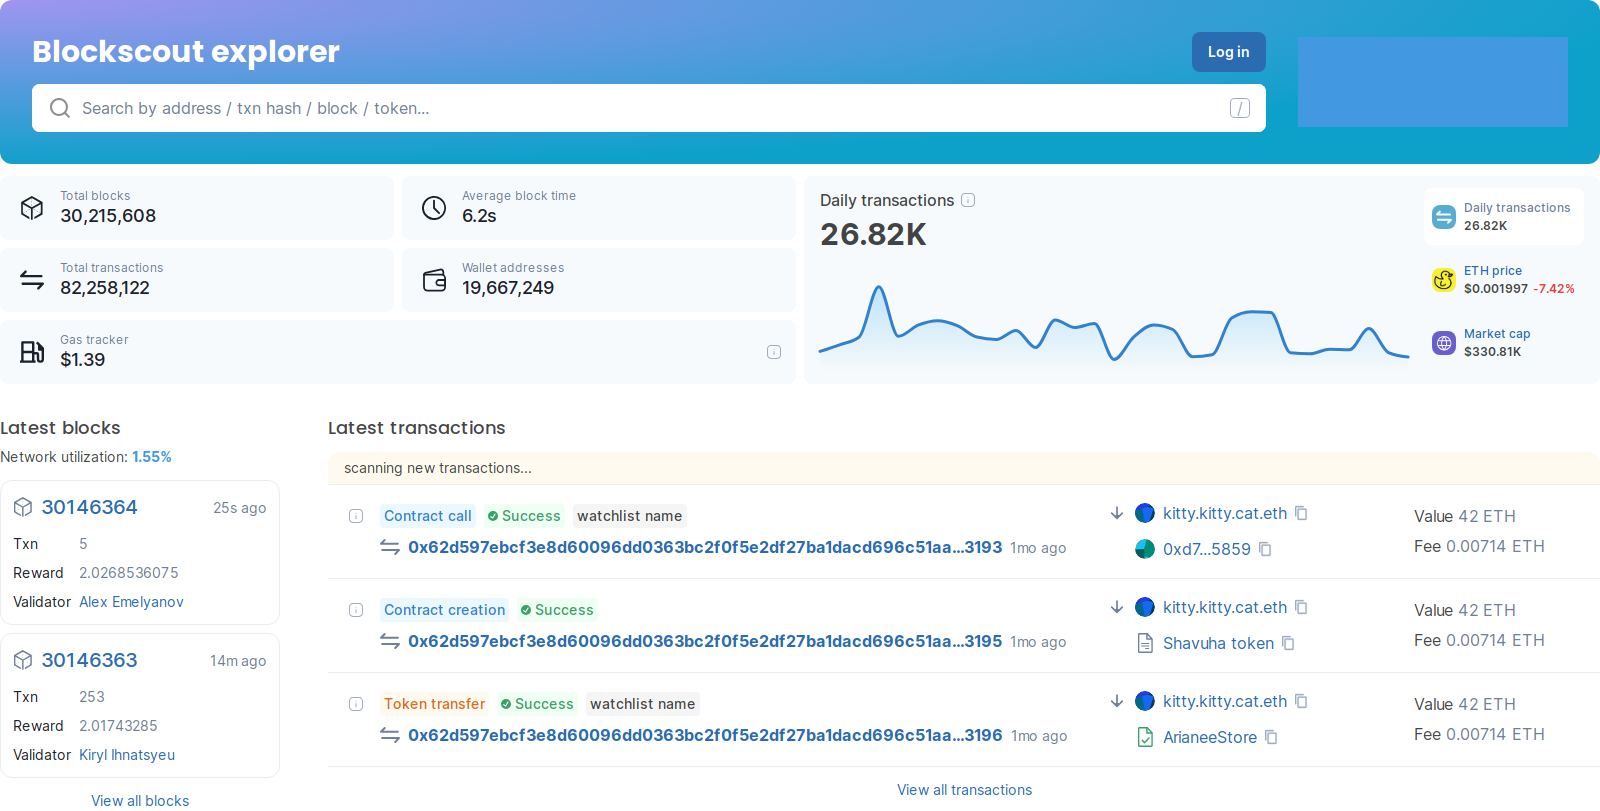 Blockscout explorer
Log in
Search by address / txn hash / block / token...
/
Total blocks
30,215,608
Average block time
6.2s
Total transactions
82,258,122
Wallet addresses
19,667,249
Gas tracker
$1.39
Daily transactions
26.82K
Daily transactions
26.82K
ETH price
$0.001997 -7.42%
Market cap
$330.81K
Latest blocks
Network utilization: 1.55%
30146364 25s ago
Txn 5
Reward 2.0268536075
Validator Alex Emelyanov
30146363 14m ago
Txn 253
Reward 2.01743285
Validator Kiryl Ihnatsyeu
View all blocks
Latest transactions
scanning new transactions...
Contract call Success watchlist name
0x62d597ebcf3e8d60096dd0363bc2f0f5e2df27ba1dacd696c51aa...3193 1mo ago
kitty.kitty.cat.eth
0xd7...5859
Value 42 ETH
Fee 0.00714 ETH
Contract creation Success
0x62d597ebcf3e8d60096dd0363bc2f0f5e2df27ba1dacd696c51aa...3195 1mo ago
kitty.kitty.cat.eth
Shavuha token
Value 42 ETH
Fee 0.00714 ETH
Token transfer Success watchlist name
0x62d597ebcf3e8d60096dd0363bc2f0f5e2df27ba1dacd696c51aa...3196 1mo ago
kitty.kitty.cat.eth
ArianeeStore
Value 42 ETH
Fee 0.00714 ETH
View all transactions